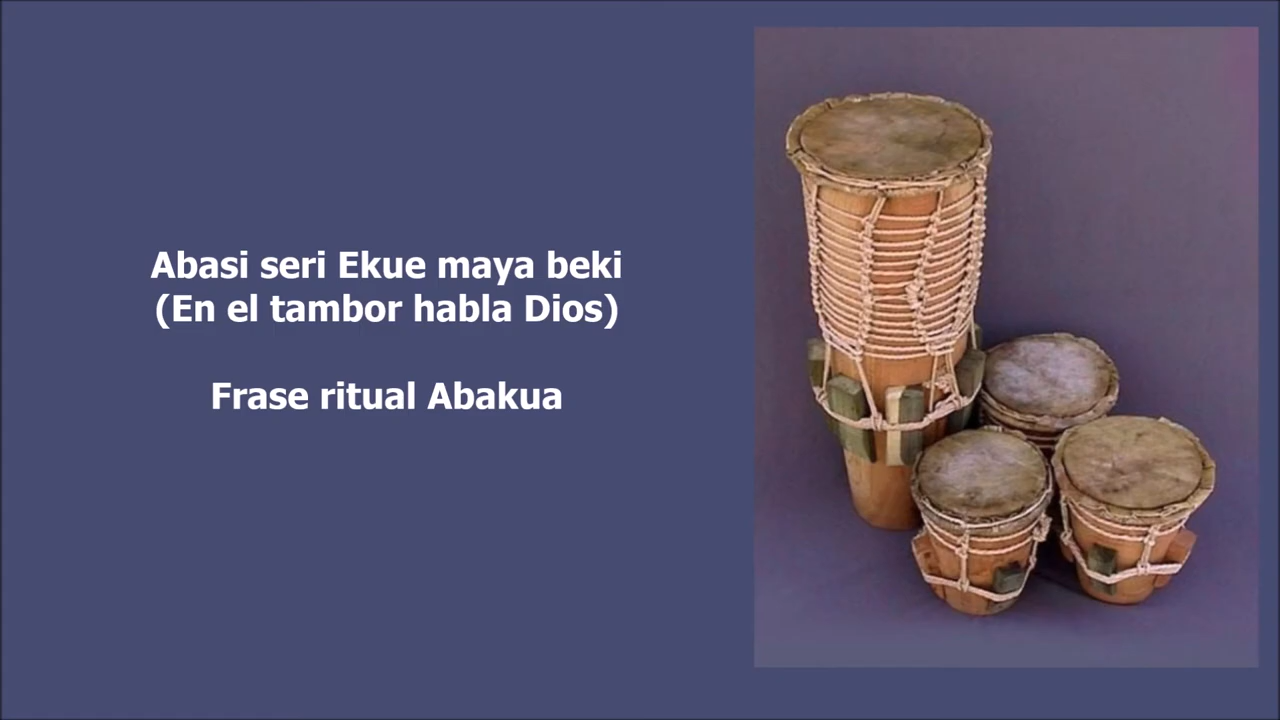 Abasi seri Ekue maya beki
(En el tambor habla Dios)
Frase ritual Abakua